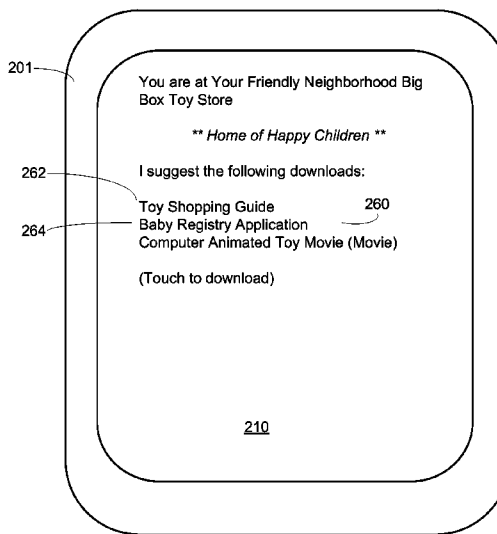 201
You are at Your Friendly Neighborhood Big
Box Toy Store
** Home of Happy Children **
I suggest the following downloads:
262
Toy Shopping Guide
260
264
Baby Registry Application
Computer Animated Toy Movie (Movie)
(Touch to download)
210